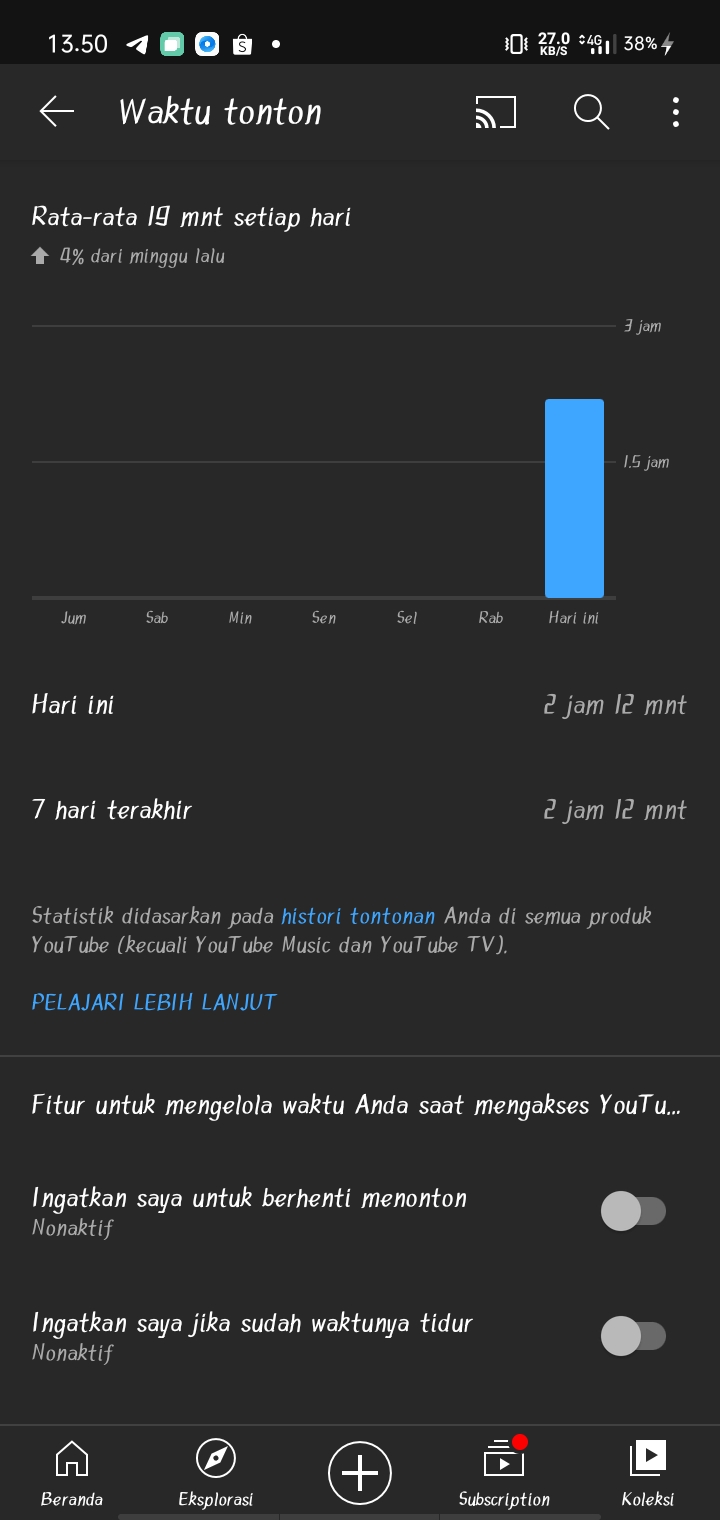 13.50
27.0 KB/S 4G 38%
Waktu tonton
Rata-rata 19 mnt setiap hari
4% dari minggu lalu
3 jam
1.5 jam
Jum Sab Min Sen Sel Rab Hari ini
Hari ini 2 jam 12 mnt
7 hari terakhir 2 jam 12 mnt
Statistik didasarkan pada histori tontonan Anda di semua produk
YouTube (kecuali YouTube Music dan YouTube TV).
PELAJARI LEBIH LANJUT
Fitur untuk mengelola waktu Anda saat mengakses YouTu...
Ingatkan saya untuk berhenti menonton
Nonaktif
Ingatkan saya jika sudah waktunya tidur
Nonaktif
Beranda Eksplorasi Subscription Koleksi